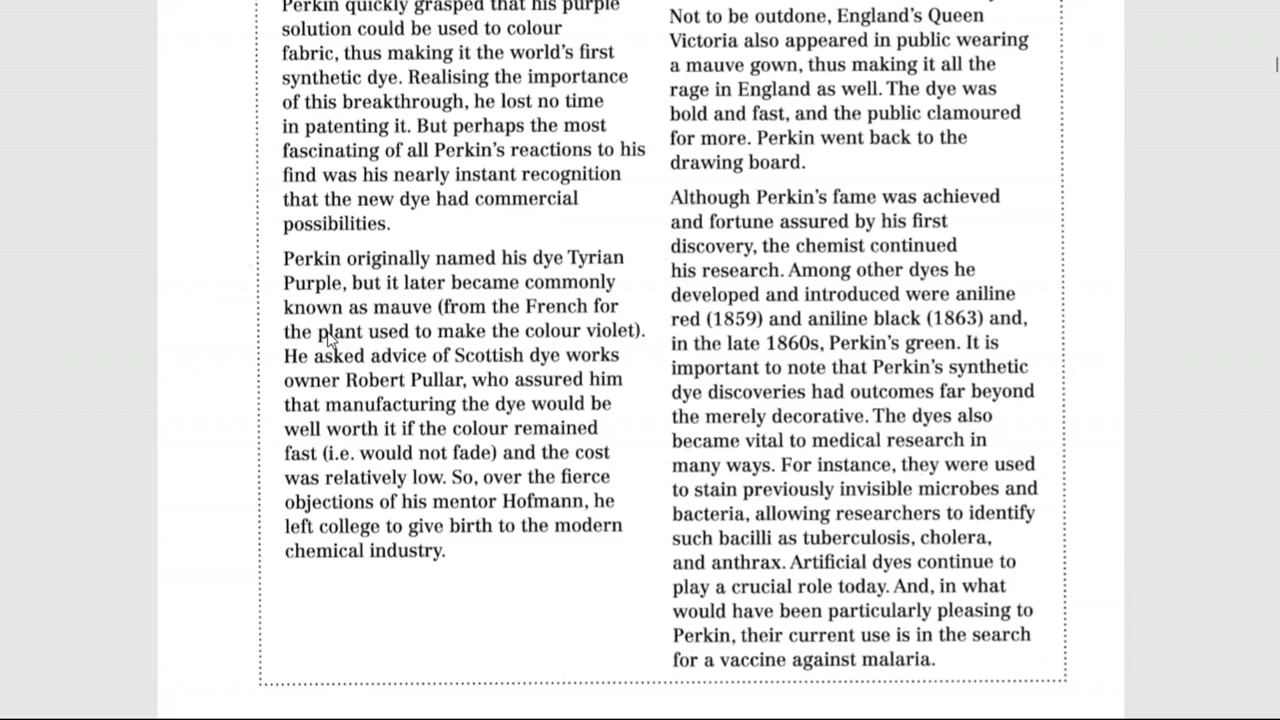 Perkin quickly grasped that his purple
solution could be used to colour
fabric, thus making it the world's first
synthetic dye. Realising the importance
of this breakthrough, he lost no time
in patenting it. But perhaps the most
fascinating of all Perkin's reactions to his
find was his nearly instant recognition
that the new dye had commercial
possibilities.
Perkin originally named his dye Tyrian
Purple, but it later became commonly
known as mauve (from the French for
the plant used to make the colour violet).
He asked advice of Scottish dye works
owner Robert Pullar, who assured him
that manufacturing the dye would be
well worth it if the colour remained
fast (i.e. would not fade) and the cost
was relatively low. So, over the fierce
objections of his mentor Hofmann, he
left college to give birth to the modern
chemical industry.
Not to be outdone, England's Queen
Victoria also appeared in public wearing
a mauve gown, thus making it all the
rage in England as well. The dye was
bold and fast, and the public clamoured
for more. Perkin went back to the
drawing board.
Although Perkin's fame was achieved
and fortune assured by his first
discovery, the chemist continued
his research. Among other dyes he
developed and introduced were aniline
red (1859) and aniline black (1863) and,
in the late 1860s, Perkin's green. It is
important to note that Perkin's synthetic
dye discoveries had outcomes far beyond
the merely decorative. The dyes also
became vital to medical research in
many ways. For instance, they were used
to stain previously invisible microbes and
bacteria, allowing researchers to identify
such bacilli as tuberculosis, cholera,
and anthrax. Artificial dyes continue to
play a crucial role today. And, in what
would have been particularly pleasing to
Perkin, their current use is in the search
for a vaccine against malaria.